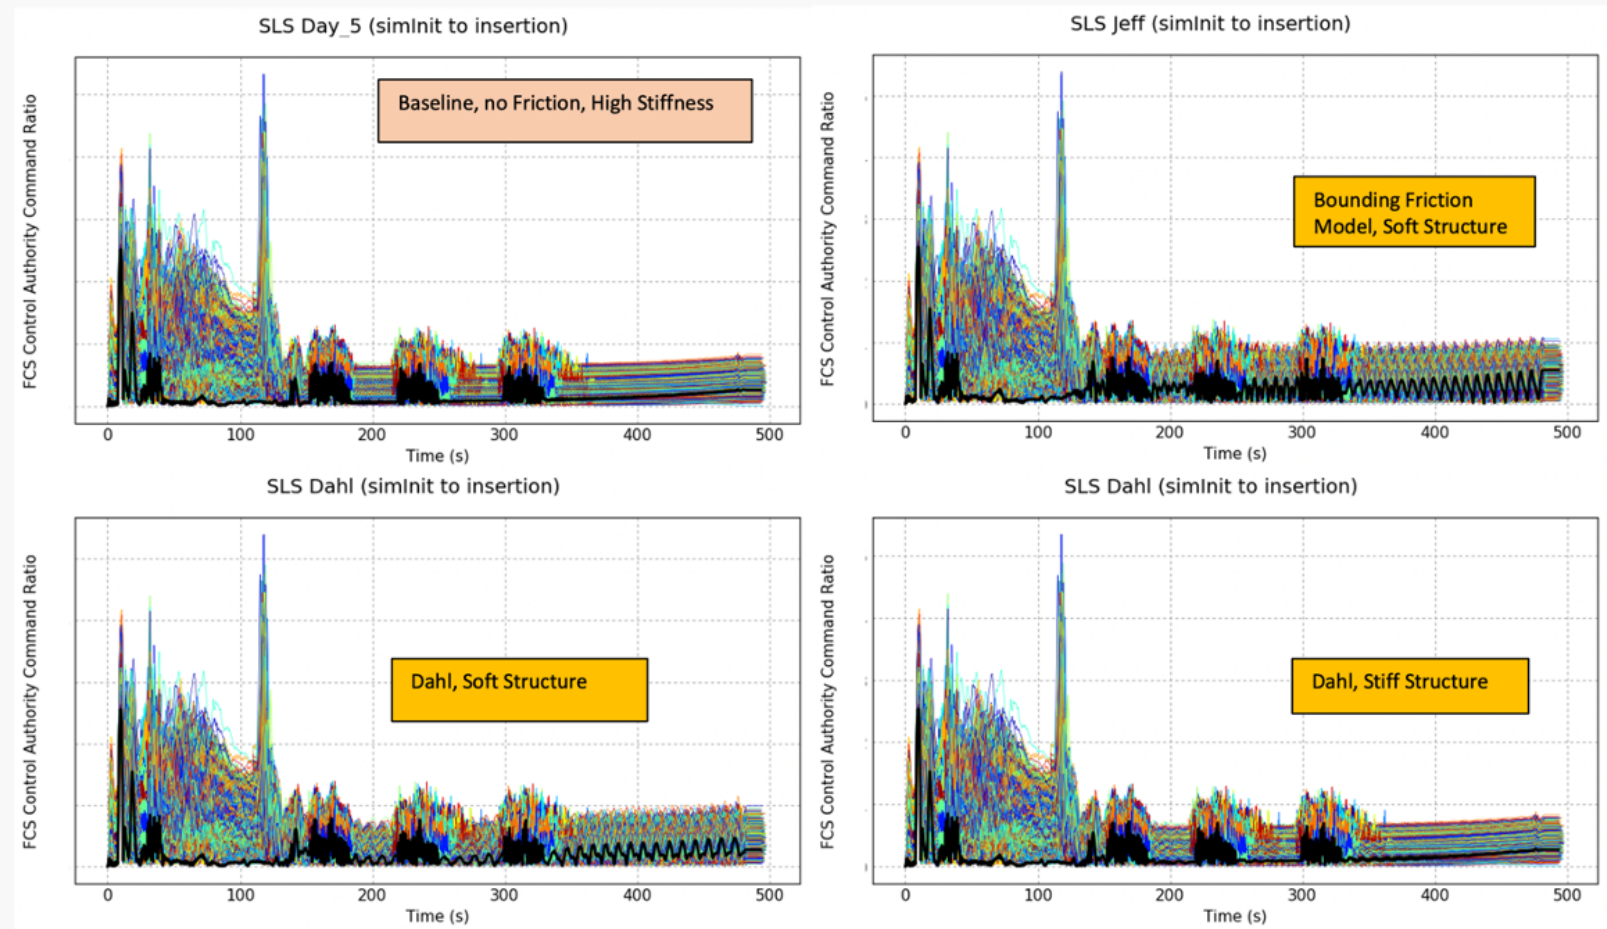 SLS Day_5 (simInit to insertion)
FCS Control Authority Command Ratio
Baseline, no Friction, High Stiffness
0 100 200 300 400 500
Time (s)
SLS Jeff (simInit to insertion)
FCS Control Authority Command Ratio
Bounding Friction
Model, Soft Structure
0 100 200 300 400 500
Time (s)
SLS Dahl (simInit to insertion)
FCS Control Authority Command Ratio
Dahl, Soft Structure
0 100 200 300 400 500
Time (s)
SLS Dahl (simInit to insertion)
FCS Control Authority Command Ratio
Dahl, Stiff Structure
0 100 200 300 400 500
Time (s)